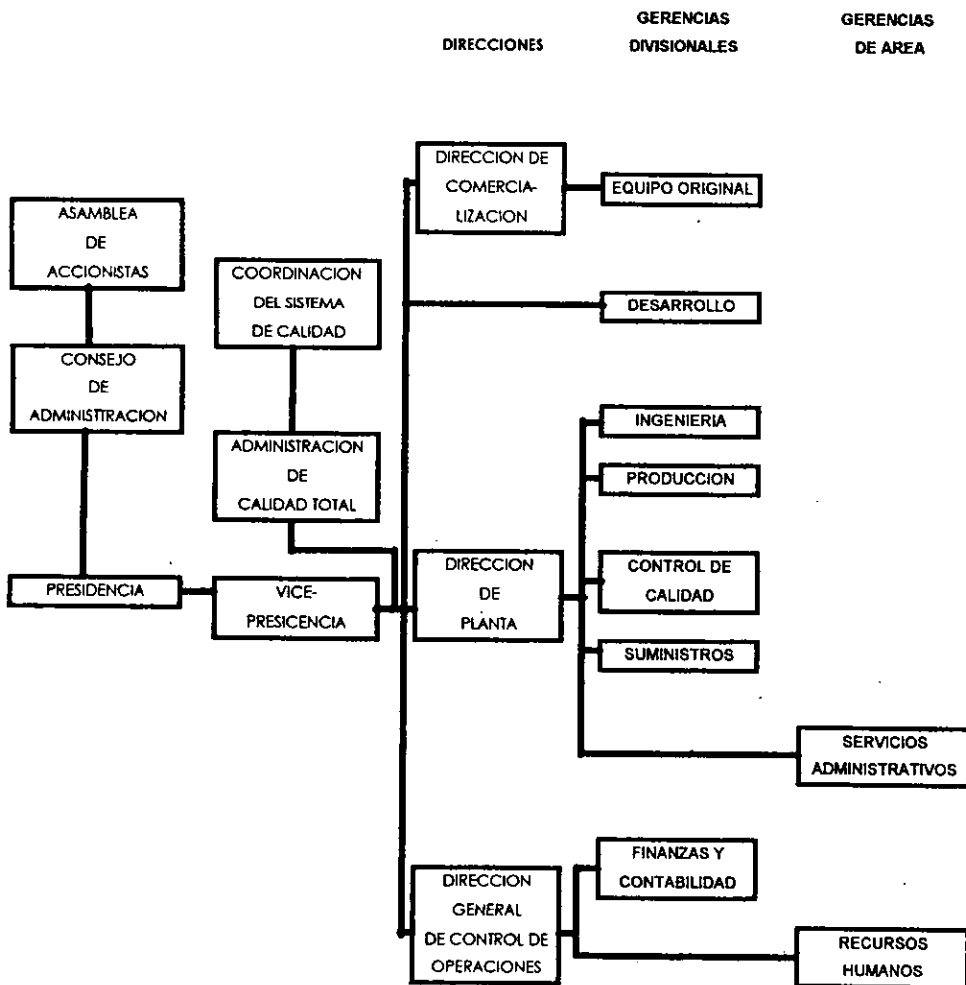 DIRECCIONES
GERENCIAS
DIVISIONALES
GERENCIAS
DE AREA
ASAMBLEA
DE
ACCIONISTAS
CONSEJO
DE
ADMINISTIRACION
PRESIDENCIA
COORDINACION
DEL SISTEMA
DE CALIDAD
ADMINISTRACION
DE
CALIDAD TOTAL
VICE-
PRESICENCIA
DIRECCION DE
COMERCIA-
LIZACION
EQUIPO ORIGINAL
DESARROLLO
DIRECCION
DE
PLANTA
INGENIERIA
PRODUCCION
CONTROL DE
CALIDAD
SUMINISTROS
SERVICIOS
ADMINISTRATIVOS
DIRECCION
GENERAL
DE CONTROL DE
OPERACIONES
FINANZAS Y
CONTABILIDAD
RECURSOS
HUMANOS